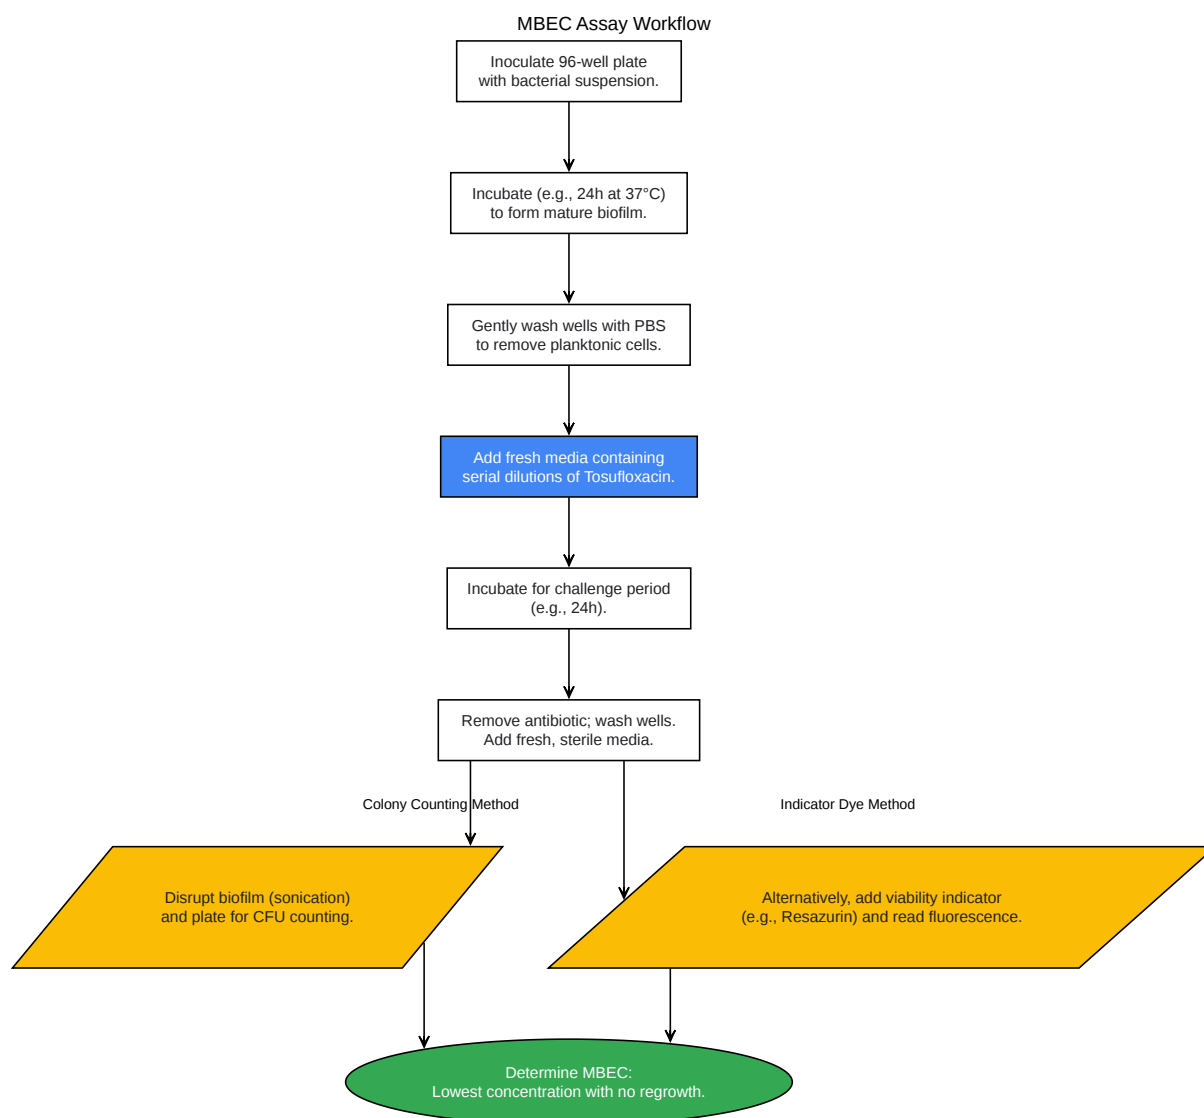 MBEC Assay Workflow
Inoculate 96-well plate
with bacterial suspension.
Incubate (e.g., 24h at 37°C)
to form mature biofilm.
Gently wash wells with PBS
to remove planktonic cells.
Add fresh media containing
serial dilutions of Tosufloxacin.
Incubate for challenge period
(e.g., 24h).
Remove antibiotic; wash wells.
Add fresh, sterile media.
Colony Counting Method
Indicator Dye Method
Disrupt biofilm (sonication)
and plate for CFU counting.
Alternatively, add viability indicator
(e.g., Resazurin) and read fluorescence.
Determine MBEC:
Lowest concentration with no regrowth.